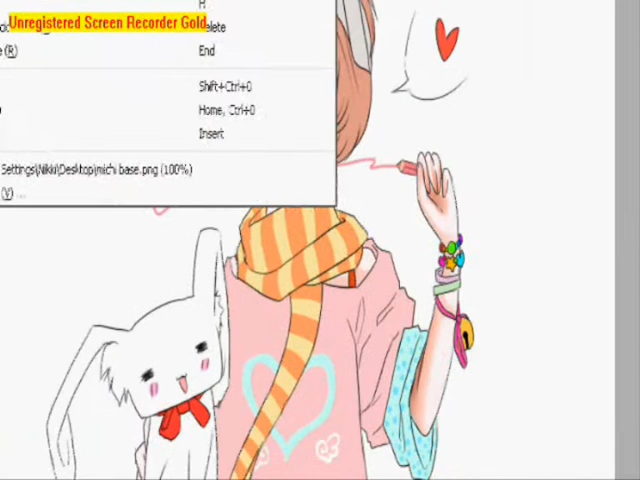 R
Unregistered Screen Recorder Gold
elete
e (R)
End
Shift+Ctrl+0
Home, Ctrl+0
Insert
Settings\Nikki\Desktop\michi base.png (100%)
(V) ...